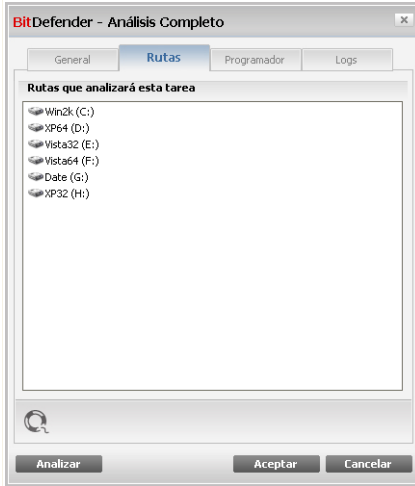 BitDefender - Análisis Completo
General Rutas Programador Logs
Rutas que analizará esta tarea
Win2k (C:)
XP64 (D:)
Vista32 (E:)
Vista64 (F:)
Date (G:)
XP32 (H:)
Analizar Aceptar Cancelar